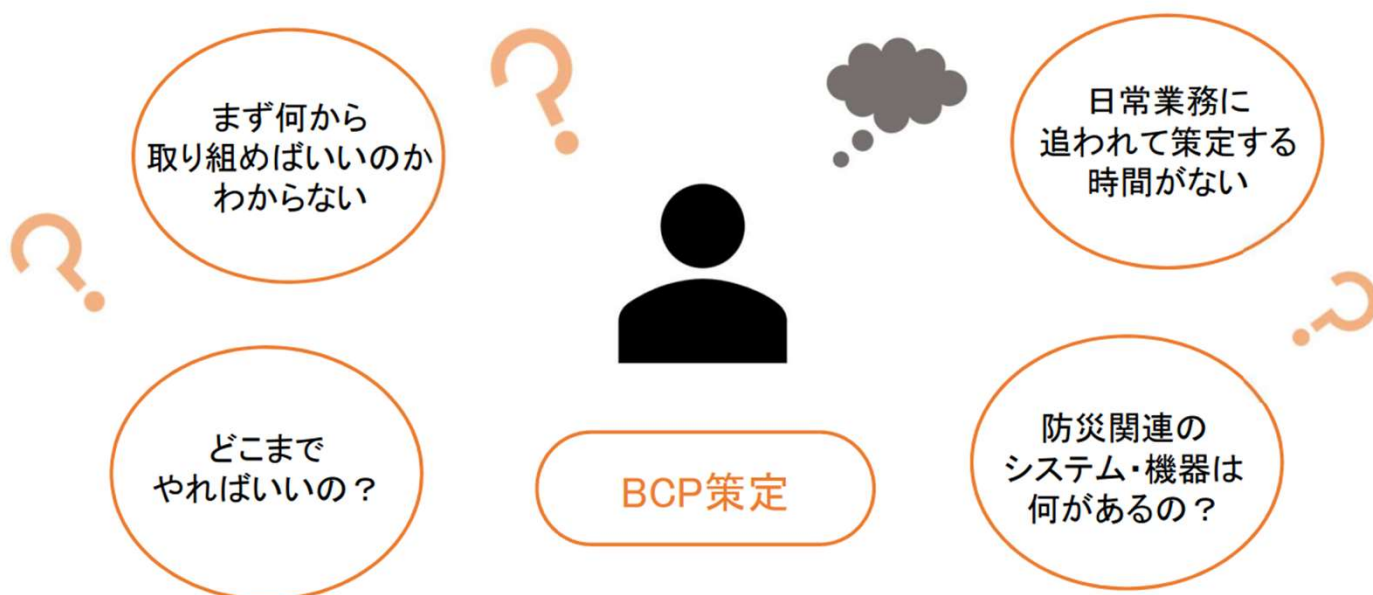 まず何から
取り組めばいいのか
わからない
日常業務に
追われて策定する
時間がない
どこまで
やればいいの？
BCP策定
防災関連の
システム・機器は
何があるの？